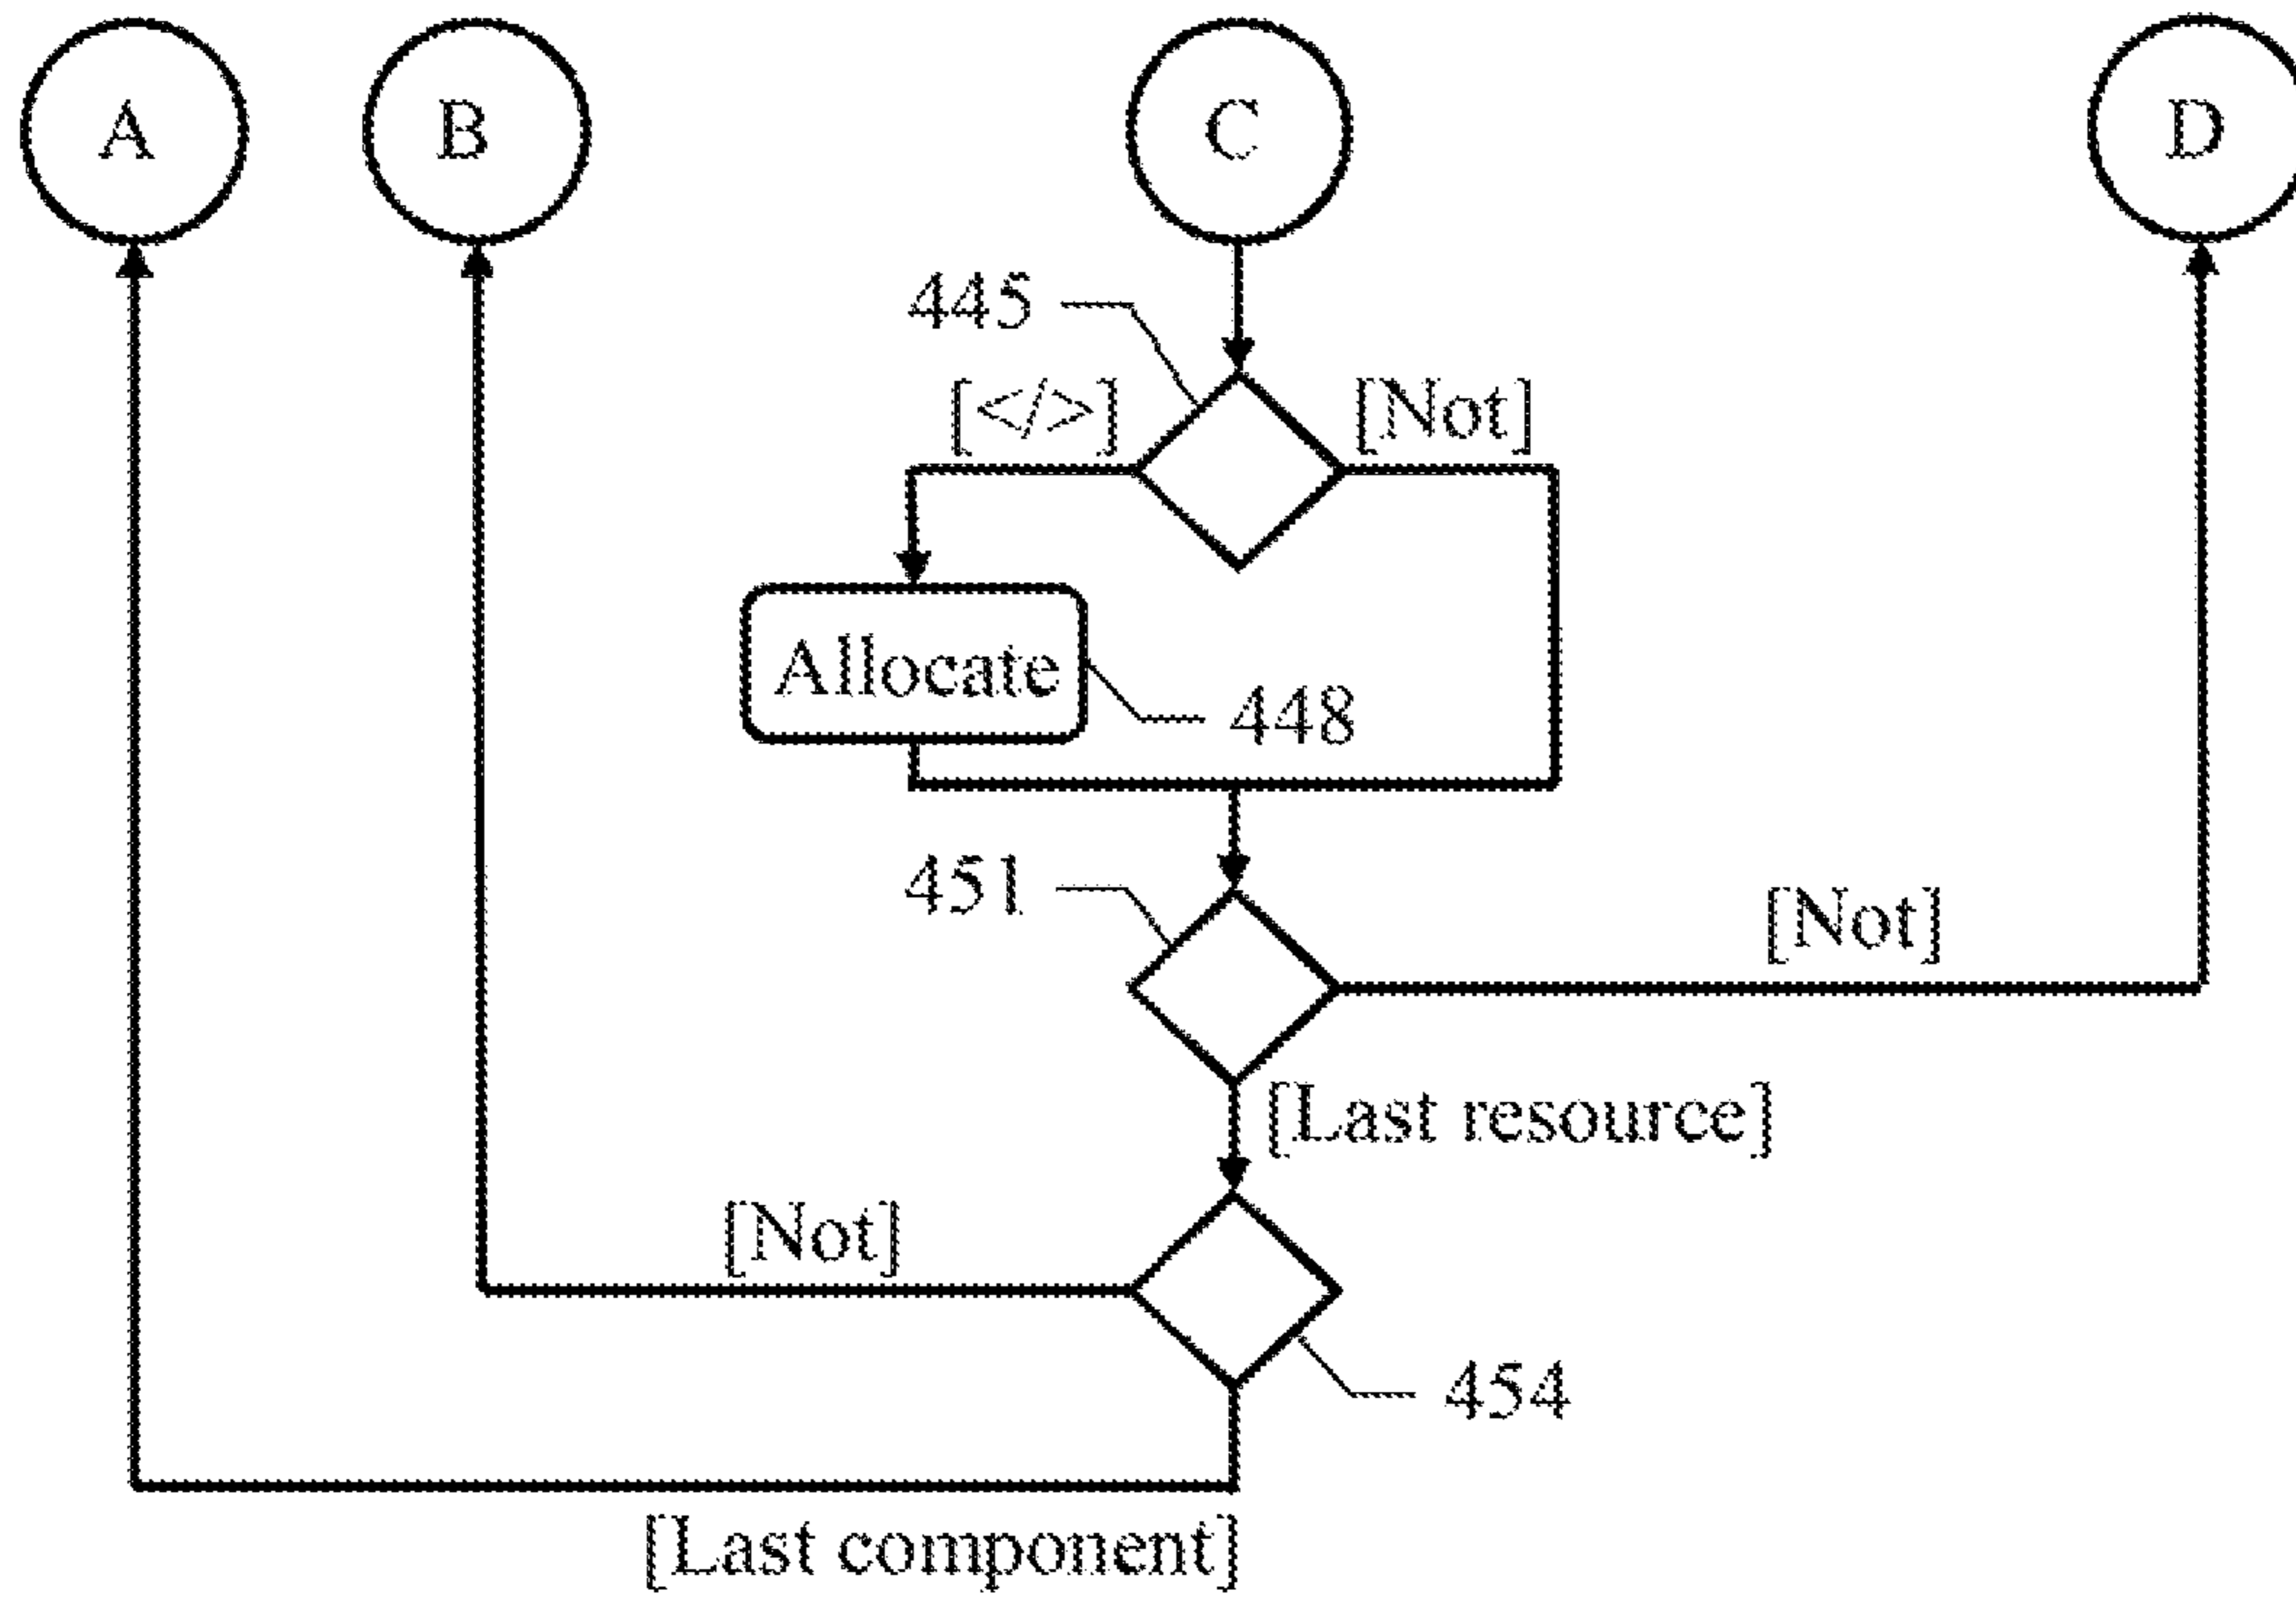 A B C D
445
[</>] [Not]
Allocate
448
451
[Not]
[Last resource]
[Not]
454
[Last component]